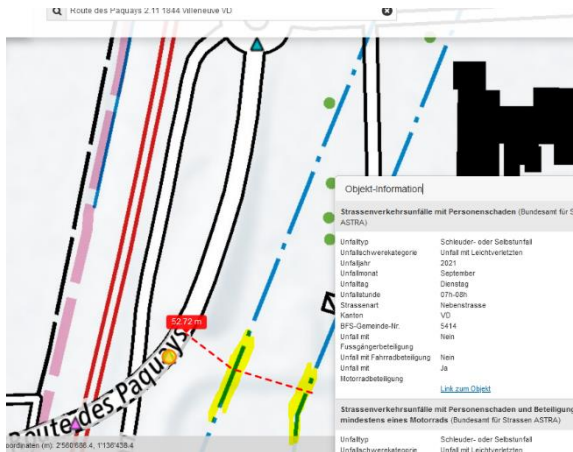 Route des Paquays 2.11 1844 Villeneuve VD
Objekt-Information
Strassenverkehrsunfälle mit Personenschaden (Bundesamt für S
ASTRA)
Unfalltyp Schleuder- oder Selbstunfall
Unfallschwerekategorie Unfall mit Leichtverletzten
Unfalljahr 2021
Unfallmonat September
Unfalltag Dienstag
Unfallstunde 07h-08h
Strassenart Nebenstrasse
Kanton VD
BFS-Gemeinde-Nr. 5414
Unfall mit Nein
Fussgängerbeteiligung
Unfall mit Fahrradbeteiligung Nein
Unfall mit Ja
Motorradbeteiligung
Link zum Objekt
Strassenverkehrsunfälle mit Personenschaden und Beteiligung
mindestens eines Motorrads (Bundesamt für Strassen ASTRA)
Unfalltyp Schleuder- oder Selbstunfall
Unfallschwerekategorie Unfall mit Leichtverletzten
52.72 m
Route des Paquays
oordinaten (m): 2'560'686.4, 1'136'438.4